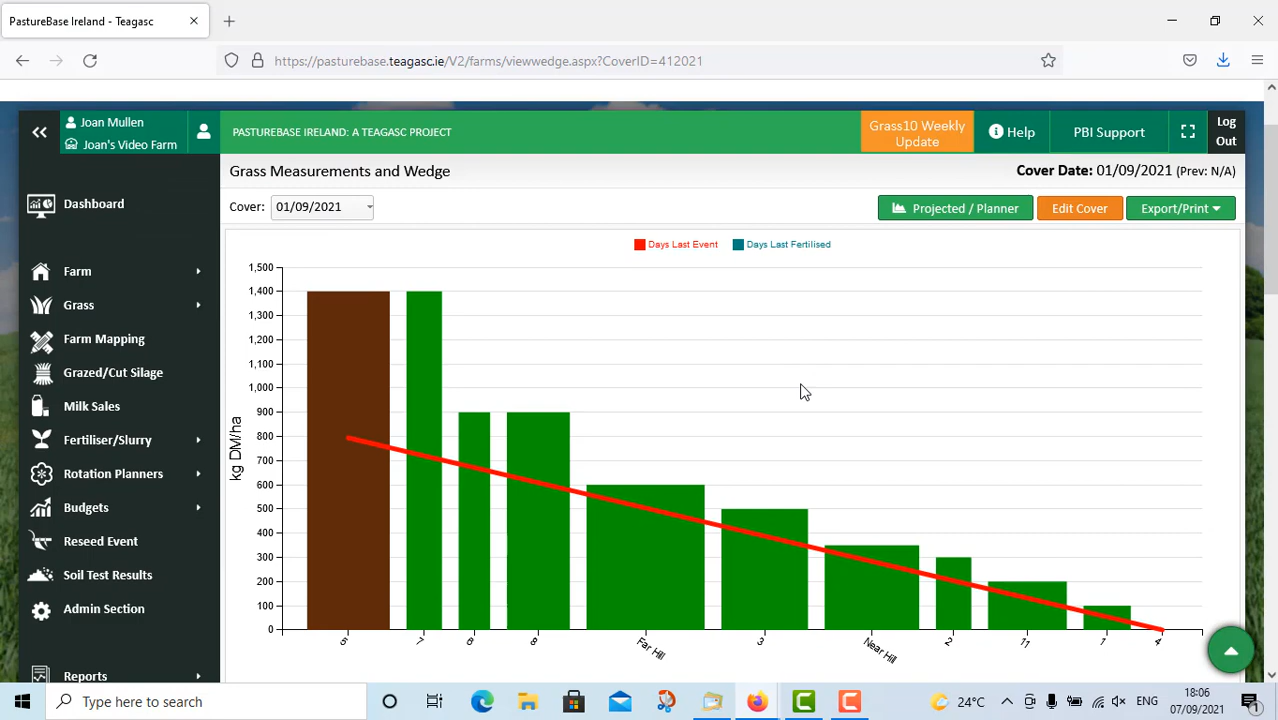 PastureBase Ireland - Teagasc
https://pasturebase.teagasc.ie/V2/farms/viewwedge.aspx?CoverID=412021
Joan Mullen
Joan's Video Farm
PASTUREBASE IRELAND: A TEAGASC PROJECT
Grass10 Weekly
Update
Help
PBI Support
Log
Out
Grass Measurements and Wedge
Cover Date: 01/09/2021 (Prev: N/A)
Cover: 01/09/2021
Projected / Planner
Edit Cover
Export/Print
Dashboard
Farm
Grass
Farm Mapping
Grazed/Cut Silage
Milk Sales
Fertiliser/Slurry
Rotation Planners
Budgets
Reseed Event
Soil Test Results
Admin Section
Reports
Days Last Event
Days Last Fertilised
kg DM/ha
1,500
1,400
1,300
1,200
1,100
1,000
900
800
700
600
500
400
300
200
100
0
5
7
6
8
Far Hill
3
Near Hill
2
11
1
4
Type here to search
24°C
ENG
18:06
07/09/2021